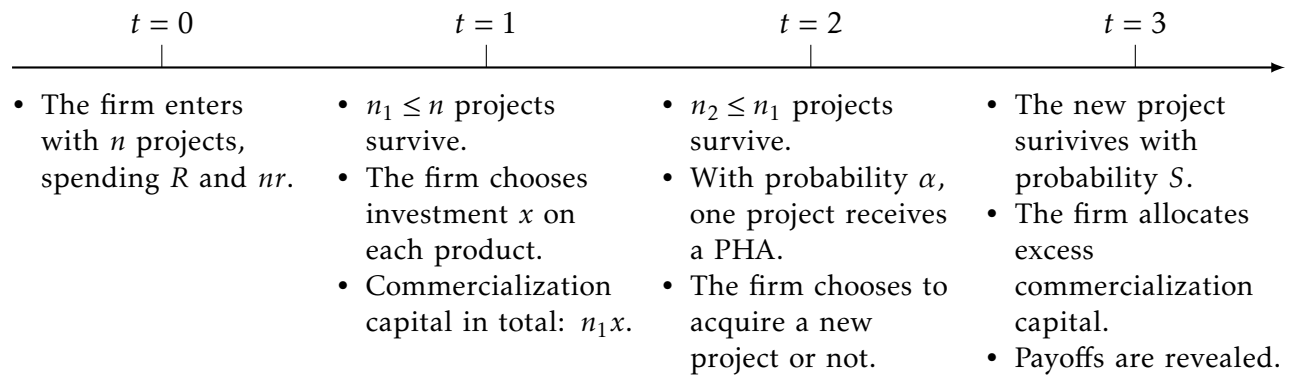 t = 0
t = 1
t = 2
t = 3
• The firm enters
with n projects,
spending R and nr.
• n₁ ≤ n projects
survive.
• The firm chooses
investment x on
each product.
• Commercialization
capital in total: n₁x.
• n₂ ≤ n₁ projects
survive.
• With probability α,
one project receives
a PHA.
• The firm chooses to
acquire a new
project or not.
• The new project
surivives with
probability S.
• The firm allocates
excess
commercialization
capital.
• Payoffs are revealed.